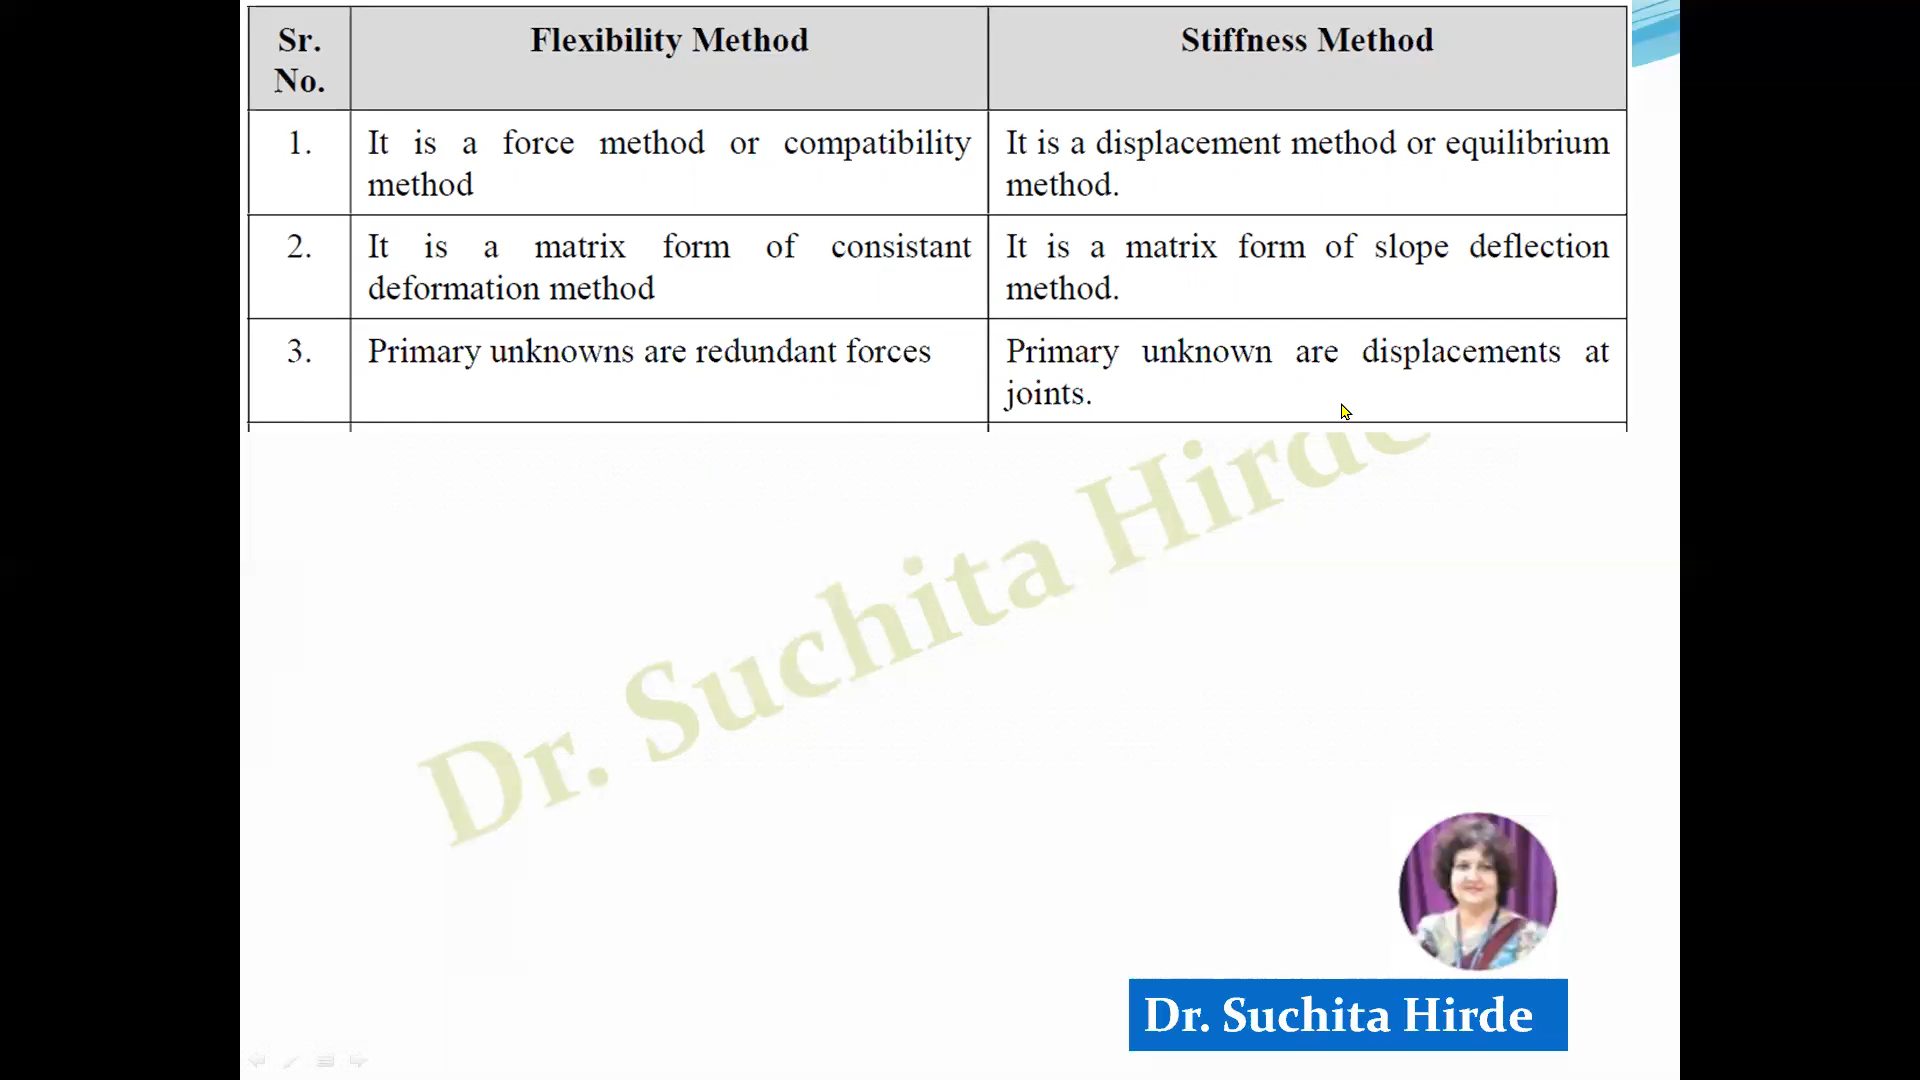 Sr. No.
Flexibility Method
Stiffness Method
1.
It is a force method or compatibility
method
It is a displacement method or equilibrium
method.
2.
It is a matrix form of consistant
deformation method
It is a matrix form of slope deflection
method.
3.
Primary unknowns are redundant forces
Primary unknown are displacements at
joints.
Dr. Suchita Hirde
Dr. Suchita Hirde